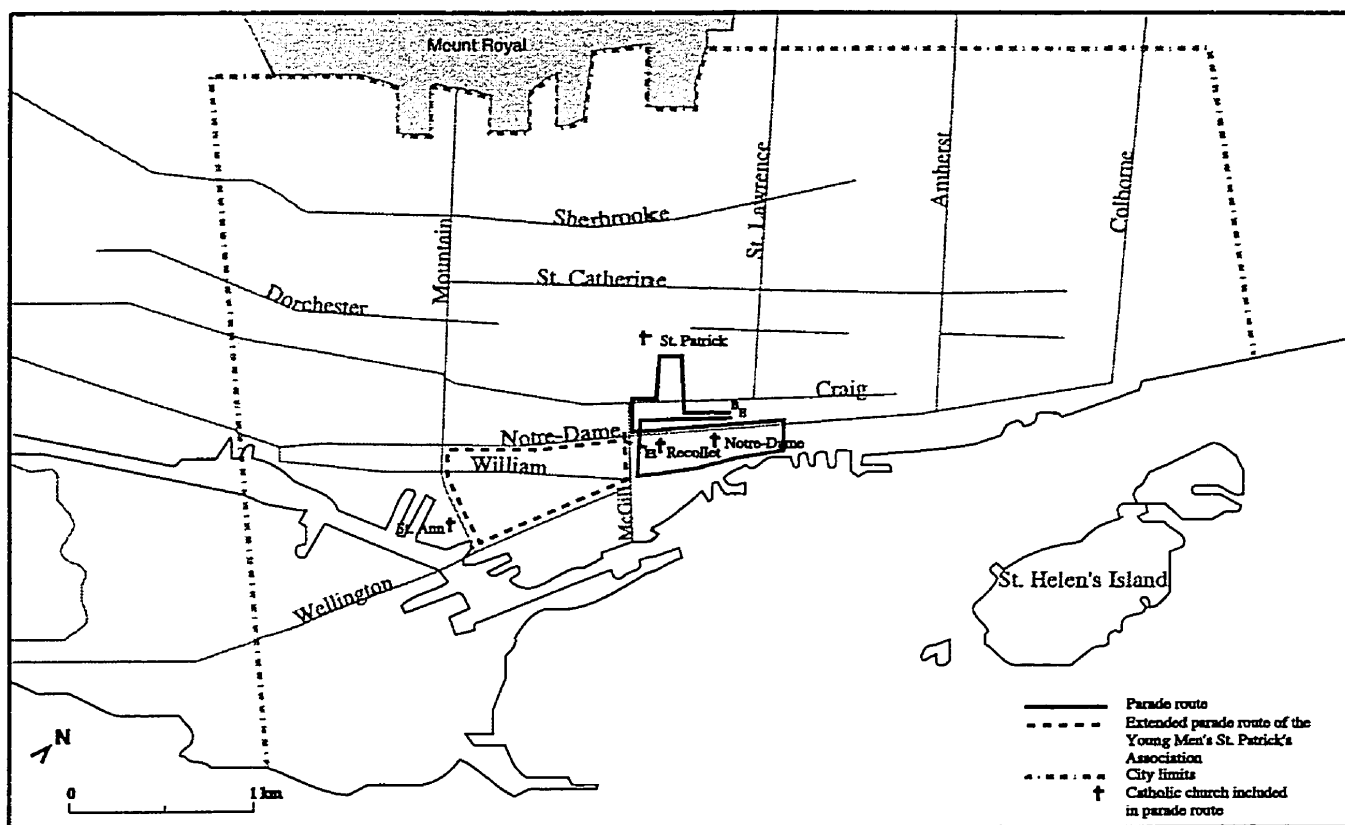 Mount Royal
Sherbrooke
St. Catherine
Dorchester
Mountain
St. Lawrence
Amherst
Colborne
St. Patrick
Craig
B
E
Notre-Dame
Recollet
Notre-Dame
William
McGill
St. Ann
Wellington
St. Helen's Island
N
0 1 km
Parade route
Extended parade route of the
Young Men's St. Patrick's
Association
City limits
Catholic church included
in parade route